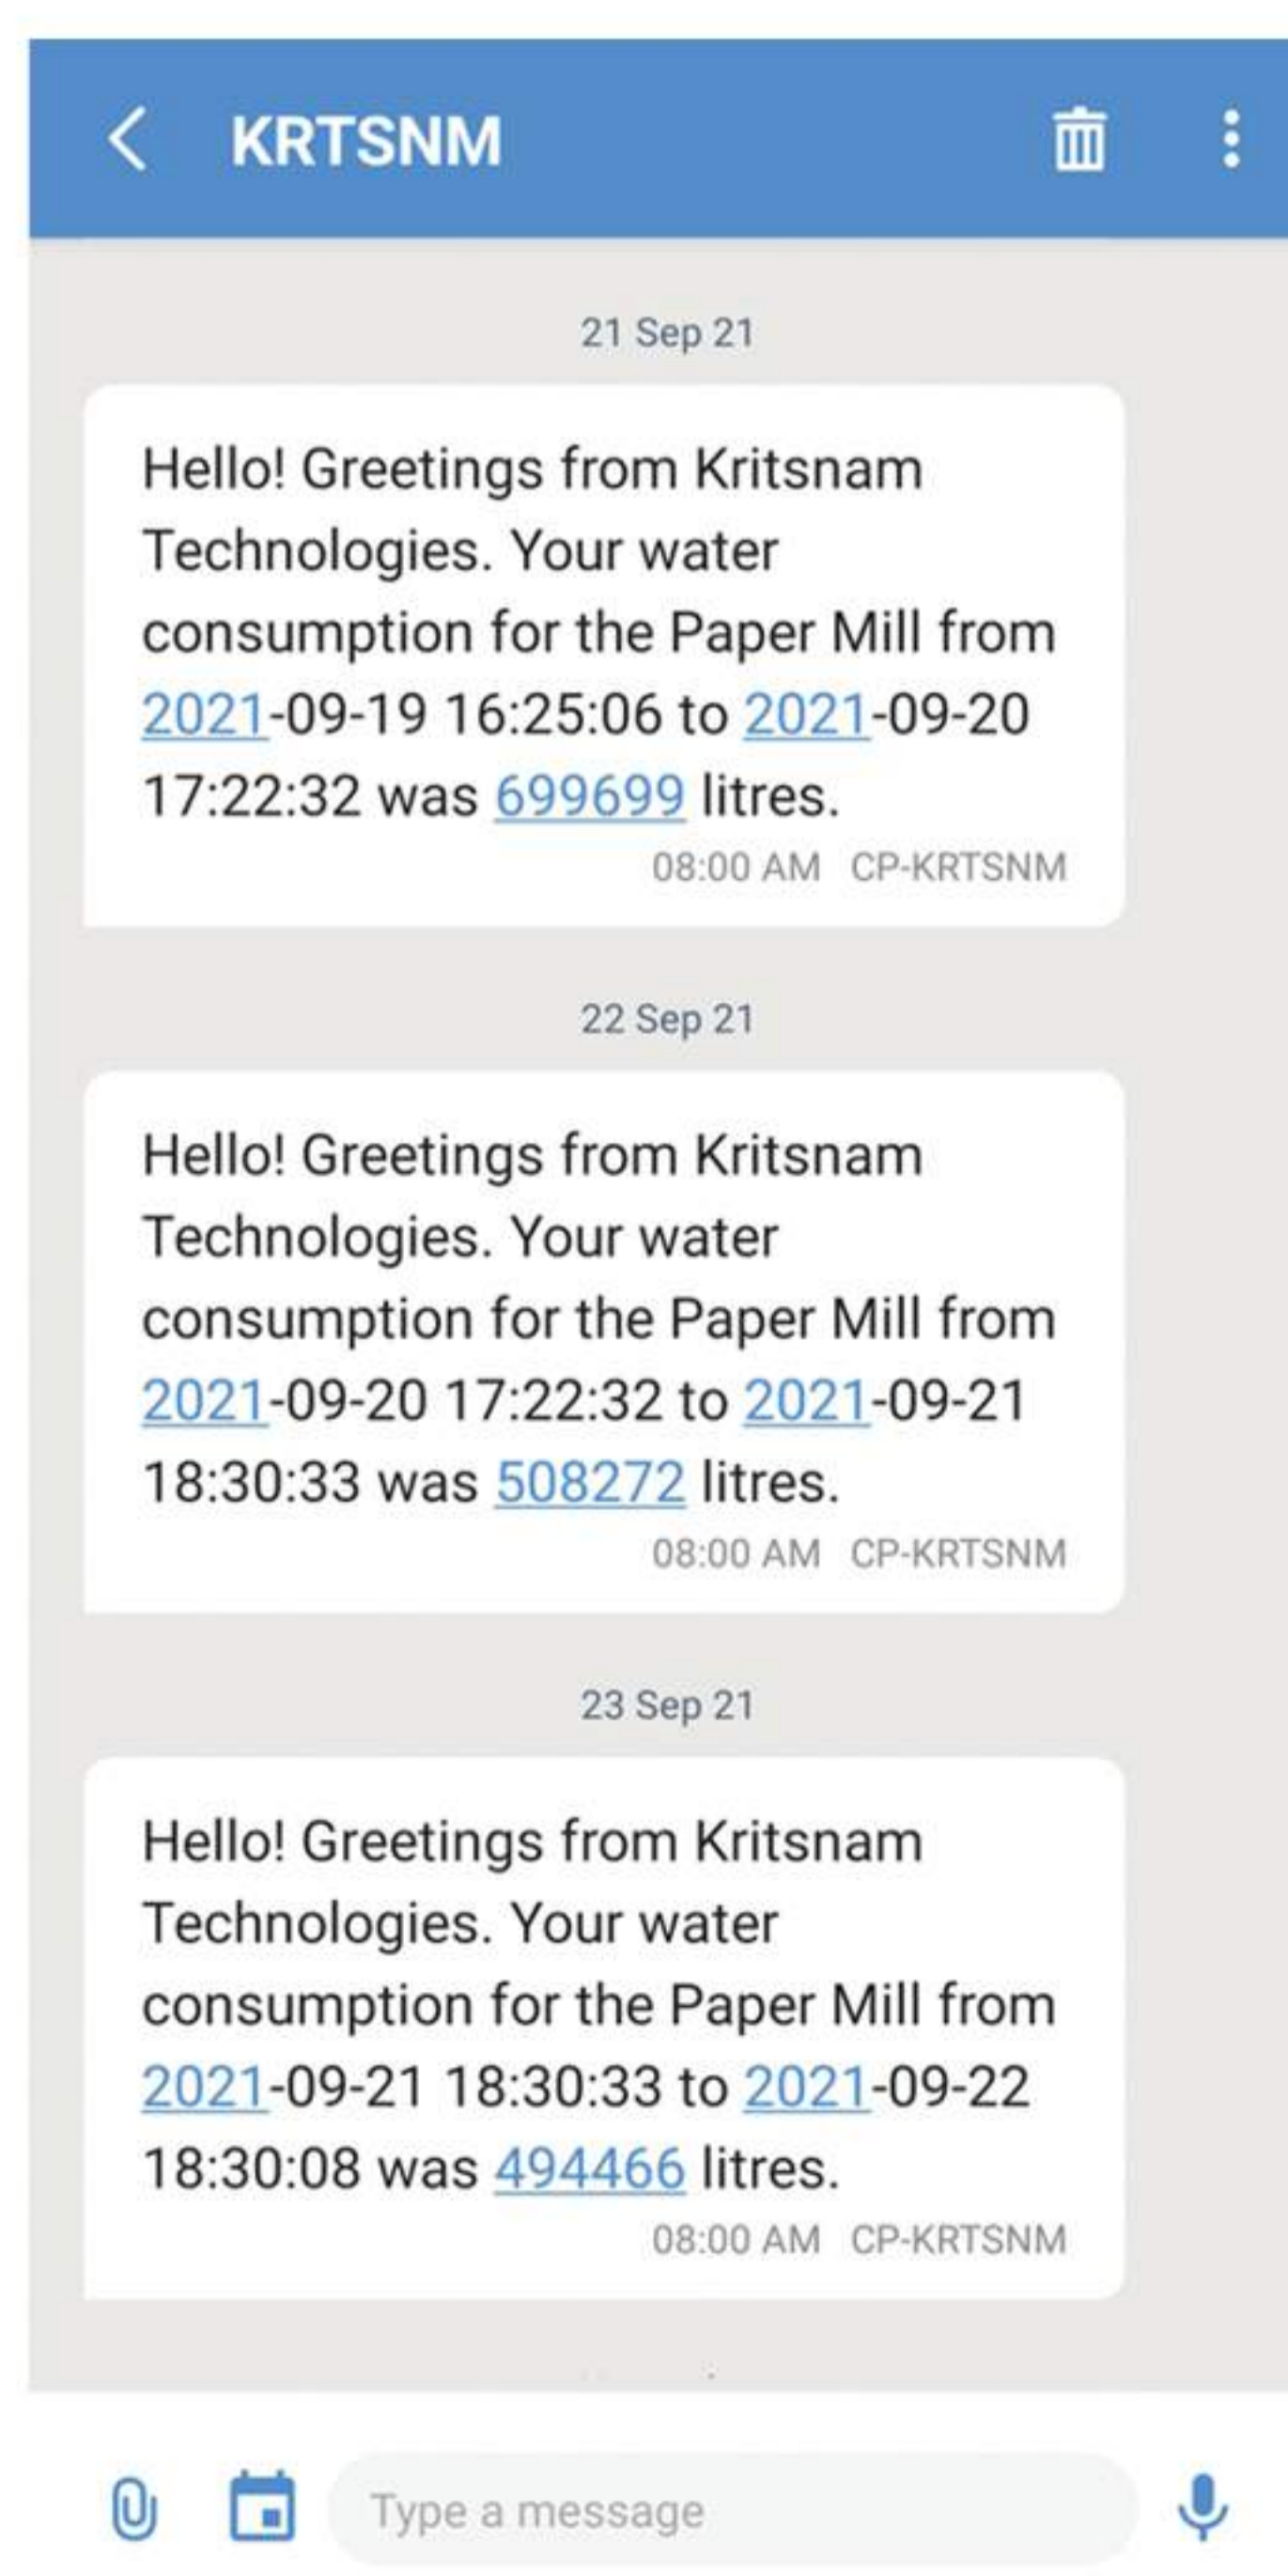 KRTSNM
21 Sep 21
Hello! Greetings from Kritsnam
Technologies. Your water
consumption for the Paper Mill from
2021-09-19 16:25:06 to 2021-09-20
17:22:32 was 699699 litres.
08:00 AM CP-KRTSNM
22 Sep 21
Hello! Greetings from Kritsnam
Technologies. Your water
consumption for the Paper Mill from
2021-09-20 17:22:32 to 2021-09-21
18:30:33 was 508272 litres.
08:00 AM CP-KRTSNM
23 Sep 21
Hello! Greetings from Kritsnam
Technologies. Your water
consumption for the Paper Mill from
2021-09-21 18:30:33 to 2021-09-22
18:30:08 was 494466 litres.
08:00 AM CP-KRTSNM
Type a message